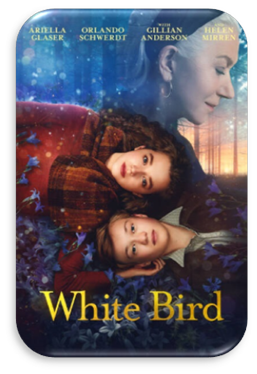 ARIELLA ORLANDO WITH GILLIAN HELEN
GLASER SCHWERDT ANDERSON MIRREN
White Bird